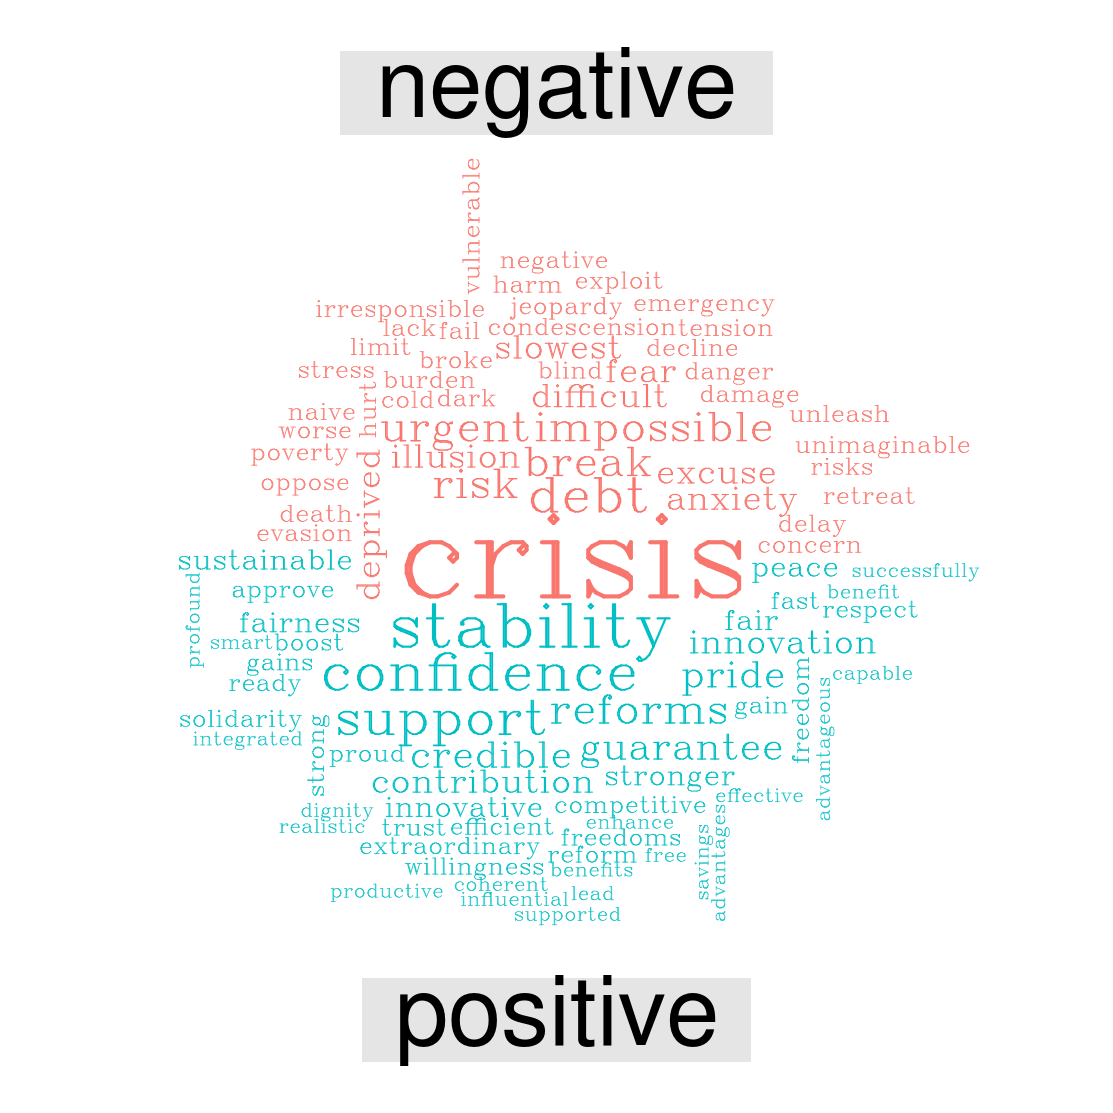 negative
vulnerable
negative
harm exploit
irresponsible jeopardy emergency
lack fail condescension tension
limit slowest decline
stress broke blind fear danger
burden
hurt cold dark difficult damage
naive urgent impossible unleash
worse
poverty illusion break excuse unimaginable
risks
oppose deprived risk debt anxiety retreat
death delay
evasion crisis concern
sustainable peace successfully
profound approve fast benefit
stability respect
fairness fair
smart boost innovation
gains confidence pride freedom capable
ready
solidarity support reforms gain advantageous
integrated strong
proud credible guarantee
contribution stronger
effective
dignity innovative competitive
realistic trust efficient enhance
extraordinary freedoms savings advantages
reform free
willingness benefits
productive coherent
influential lead
supported
positive